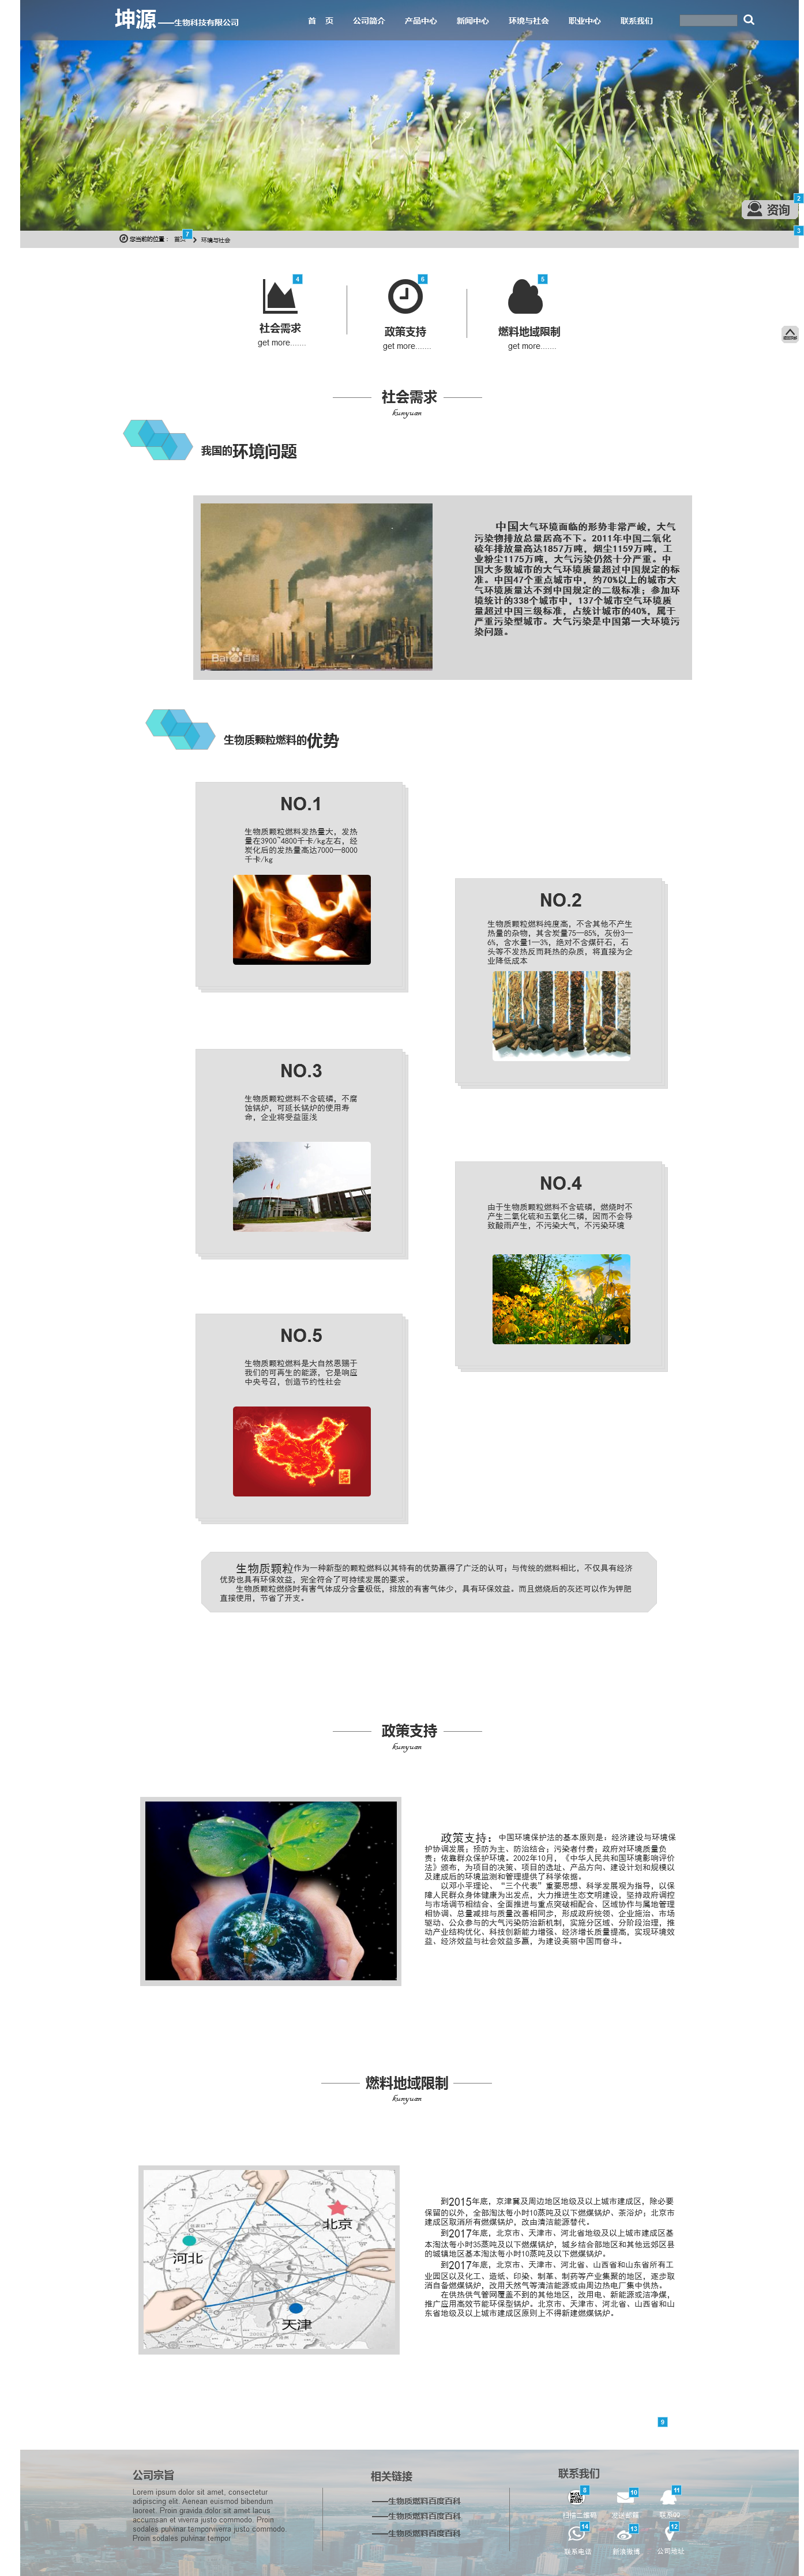 坤源——生物科技有限公司
首 页 公司简介 产品中心 新闻中心 环境与社会 职业中心 联系我们
2
咨询
3
您当前的位置： 首页 7 环境与社会
4 6 5
社会需求 政策支持 燃料地域限制
get more....... get more....... get more.......
社会需求
kunyuan
我国的环境问题
中国大气环境面临的形势非常严峻，大气
污染物排放总量居高不下。2011年中国二氧化
硫年排放量高达1857万吨，烟尘1159万吨，工
业粉尘1175万吨，大气污染仍然十分严重。中
国大多数城市的大气环境质量超过中国规定的标
准。中国47个重点城市中，约70%以上的城市大
气环境质量达不到中国规定的二级标准；参加环
境统计的338个城市中，137个城市空气环境质
量超过中国三级标准，占统计城市的40%，属于
严重污染型城市。大气污染是中国第一大环境污
染问题。
Bai百科
生物质颗粒燃料的优势
NO.1
生物质颗粒燃料发热量大，发热
量在3900~4800千卡/kg左右，经
炭化后的发热量高达7000—8000
千卡/kg
NO.2
生物质颗粒燃料纯度高，不含其他不产生
热量的杂物，其含炭量75—85%，灰份3—
6%，含水量1—3%，绝对不含煤矸石，石
头等不发热反而耗热的杂质，将直接为企
业降低成本
NO.3
生物质颗粒燃料不含硫磷，不腐
蚀锅炉，可延长锅炉的使用寿
命，企业将受益匪浅
NO.4
由于生物质颗粒燃料不含硫磷，燃烧时不
产生二氧化硫和五氧化二磷，因而不会导
致酸雨产生，不污染大气，不污染环境
NO.5
生物质颗粒燃料是大自然恩赐于
我们的可再生的能源，它是响应
中央号召，创造节约性社会
生物质颗粒作为一种新型的颗粒燃料以其特有的优势赢得了广泛的认可；与传统的燃料相比，不仅具有经济
优势也具有环保效益，完全符合了可持续发展的要求。
生物质颗粒燃烧时有害气体成分含量极低，排放的有害气体少，具有环保效益。而且燃烧后的灰还可以作为钾肥
直接使用，节省了开支。
政策支持
kunyuan
政策支持：中国环境保护法的基本原则是：经济建设与环境保
护协调发展；预防为主、防治结合；污染者付费；政府对环境质量负
责；依靠群众保护环境。2002年10月，《中华人民共和国环境影响评价
法》颁布，为项目的决策、项目的选址、产品方向、建设计划和规模以
及建成后的环境监测和管理提供了科学依据。
以邓小平理论、“三个代表”重要思想、科学发展观为指导，以保
障人民群众身体健康为出发点，大力推进生态文明建设，坚持政府调控
与市场调节相结合、全面推进与重点突破相配合、区域协作与属地管理
相协调、总量减排与质量改善相同步，形成政府统领、企业施治、市场
驱动、公众参与的大气污染防治新机制，实施分区域、分阶段治理，推
动产业结构优化、科技创新能力增强、经济增长质量提高，实现环境效
益、经济效益与社会效益多赢，为建设美丽中国而奋斗。
燃料地域限制
kunyuan
北京
河北
天津
到2015年底，京津冀及周边地区地级及以上城市建成区，除必要
保留的以外，全部淘汰每小时10蒸吨及以下燃煤锅炉、茶浴炉；北京市
建成区取消所有燃煤锅炉，改由清洁能源替代。
到2017年底，北京市、天津市、河北省地级及以上城市建成区基
本淘汰每小时35蒸吨及以下燃煤锅炉，城乡结合部地区和其他远郊区县
的城镇地区基本淘汰每小时10蒸吨及以下燃煤锅炉。
到2017年底，北京市、天津市、河北省、山西省和山东省所有工
业园区以及化工、造纸、印染、制革、制药等产业集聚的地区，逐步取
消自备燃煤锅炉，改用天然气等清洁能源或由周边热电厂集中供热。
在供热供气管网覆盖不到的其他地区，改用电、新能源或洁净煤，
推广应用高效节能环保型锅炉。北京市、天津市、河北省、山西省和山
东省地级及以上城市建成区原则上不得新建燃煤锅炉。
9
公司宗旨
Lorem ipsum dolor sit amet, consectetur
adipiscing elit. Aenean euismod bibendum
laoreet. Proin gravida dolor sit amet lacus
accumsan et viverra justo commodo. Proin
sodales pulvinar temporviverra justo commodo.
Proin sodales pulvinar tempor
相关链接
——生物质燃料百度百科
——生物质燃料百度百科
——生物质燃料百度百科
联系我们
8 10 11
扫描二维码 发送邮箱 联系QQ
14 13 12
联系电话 新浪微博 公司地址